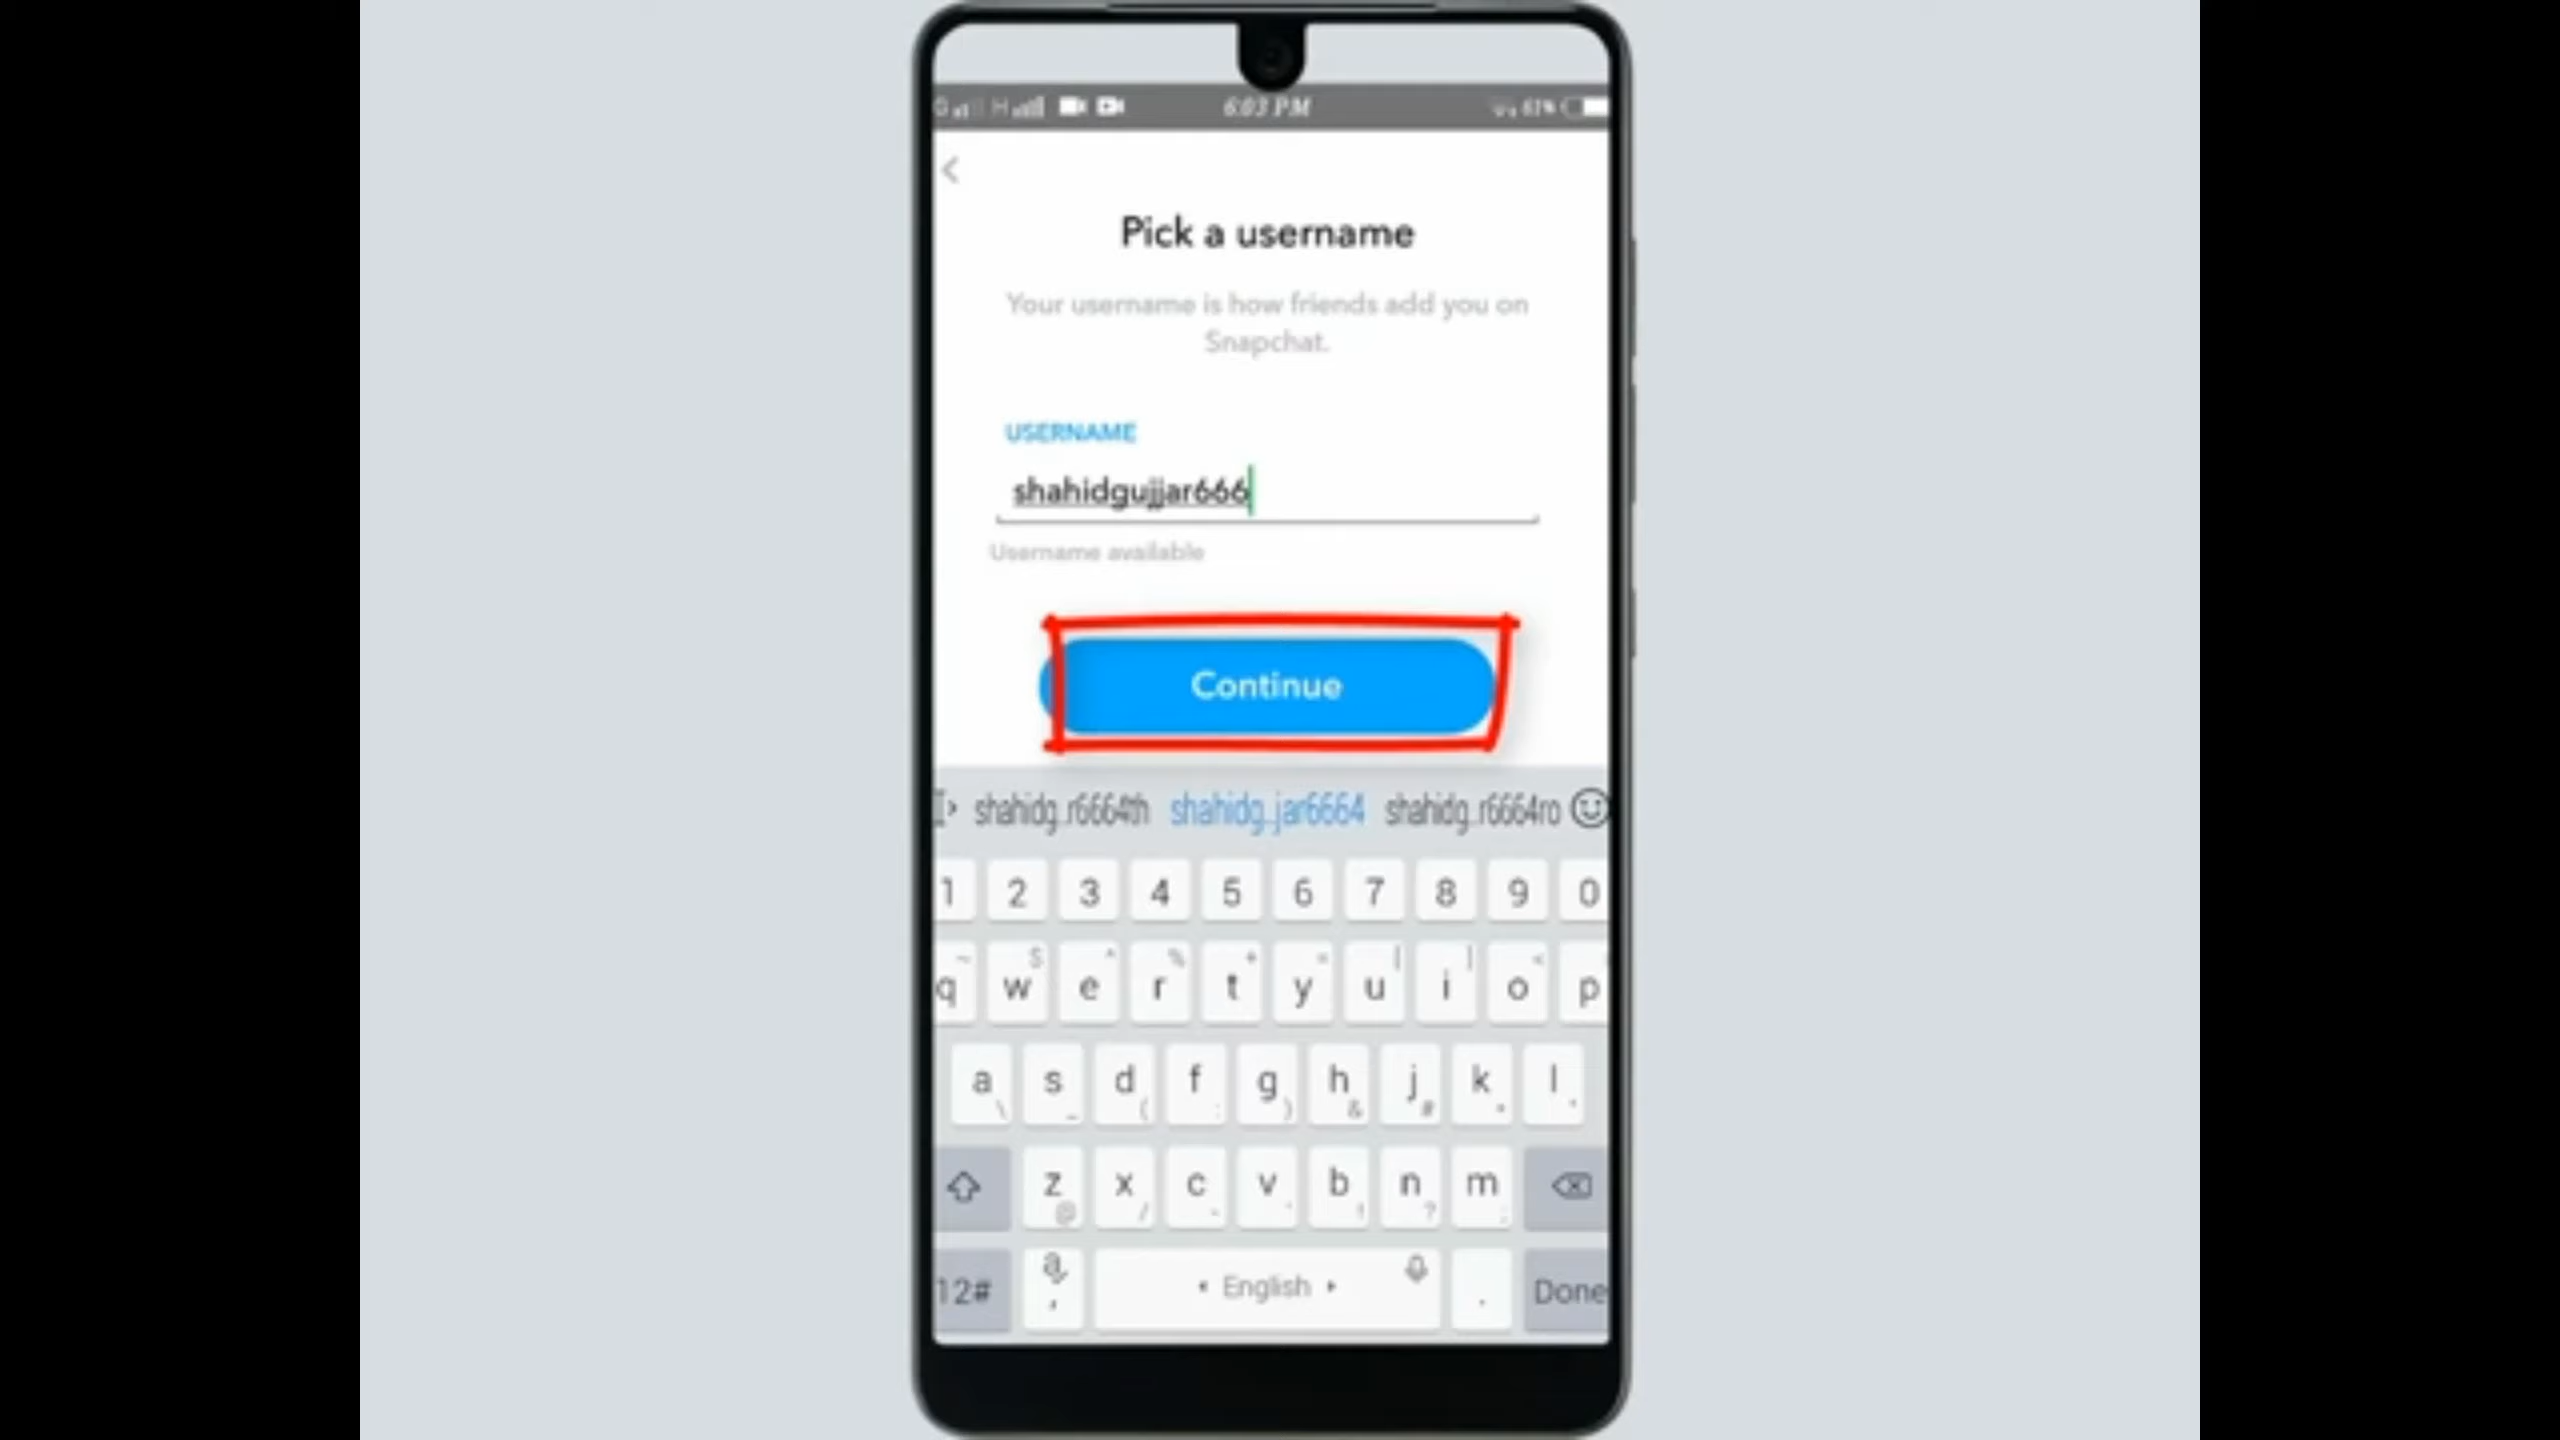 6:03 PM
61%
Pick a username
Your username is how friends add you on
Snapchat.
USERNAME
shahidgujjar666
Username available
Continue
shahidg.r6664th shahidg.jar6664 shahidg.r6664ro
1 2 3 4 5 6 7 8 9 0
q w e r t y u i o p
a s d f g h j k l
z x c v b n m
12# , English . Done